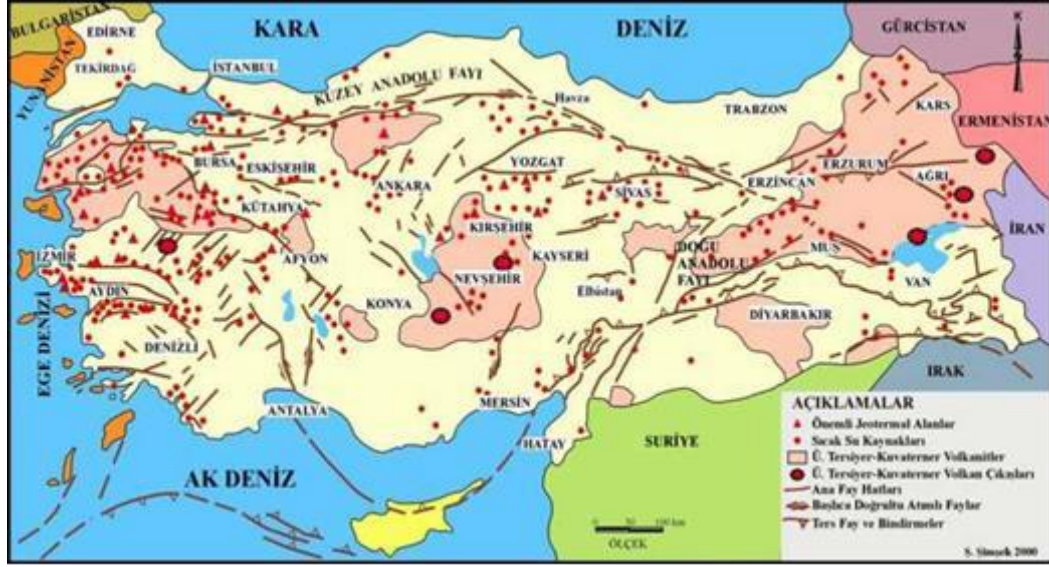 BULGARİSTAN
EDİRNE
KARA
DENİZ
GÜRCİSTAN
K
YUNANİSTAN
TEKİRDAĞ
İSTANBUL
KUZEY ANADOLU FAYI
Havza
TRABZON
KARS
ERMENİSTAN
BURSA
ESKİŞEHİR
ANKARA
YOZGAT
SİVAS
ERZİNCAN
ERZURUM
AĞRI
KÜTAHYA
KIRŞEHİR
İZMİR
AFYON
KAYSERİ
NEVŞEHİR
DOĞU
ANADOLU
FAYI
MUŞ
İRAN
VAN
AYDIN
KONYA
Elbistan
DİYARBAKIR
EGE DENİZİ
DENİZLİ
ANTALYA
MERSİN
HATAY
SURİYE
IRAK
AK DENİZ
AÇIKLAMALAR
Önemli Jeotermal Alanlar
Sıcak Su Kaynakları
Ü. Tersiyer-Kuvaterner Volkanitler
Ü. Tersiyer-Kuvaterner Volkan Çıkışları
Ana Fay Hatları
Başlıca Doğrultu Atımlı Faylar
Ters Fay ve Bindirmeler
0 50 100 km
ÖLÇEK
Ş. Şimşek 2000